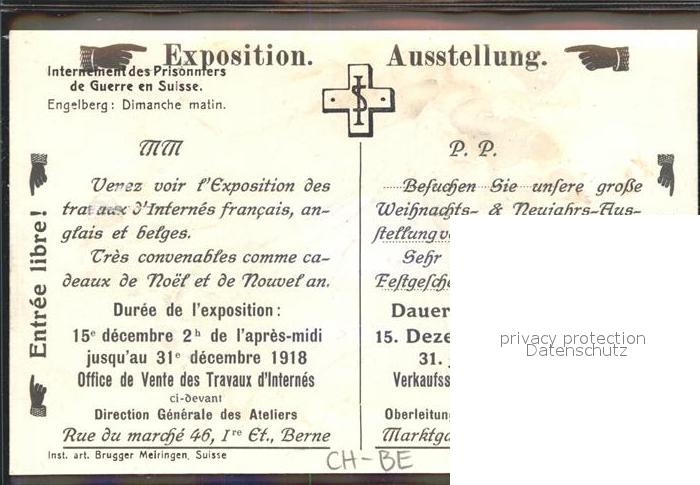 Exposition. Ausstellung.
Internement des Prisonniers
de Guerre en Suisse.
Engelberg: Dimanche matin.
MM
Venez voir l'Exposition des
travaux d'Internés français, an-
glais et belges.
Très convenables comme ca-
deaux de Noël et de Nouvel an.
Durée de l'exposition:
15e décembre 2h de l'après-midi
jusqu'au 31e décembre 1918
Office de Vente des Travaux d'Internés
ci-devant
Direction Générale des Ateliers
Rue du marché 46, Ire Et., Berne
Entrée libre!
Inst. art. Brugger Meiringen, Suisse
P. P.
Besuchen Sie unsere große
Weihnachts- & Neujahrs-Aus-
stellung
Sehr
Dauer
15. Deze
31.
Verkaufss
Oberleitun
Marktga
CH-BE
privacy protection
Datenschutz